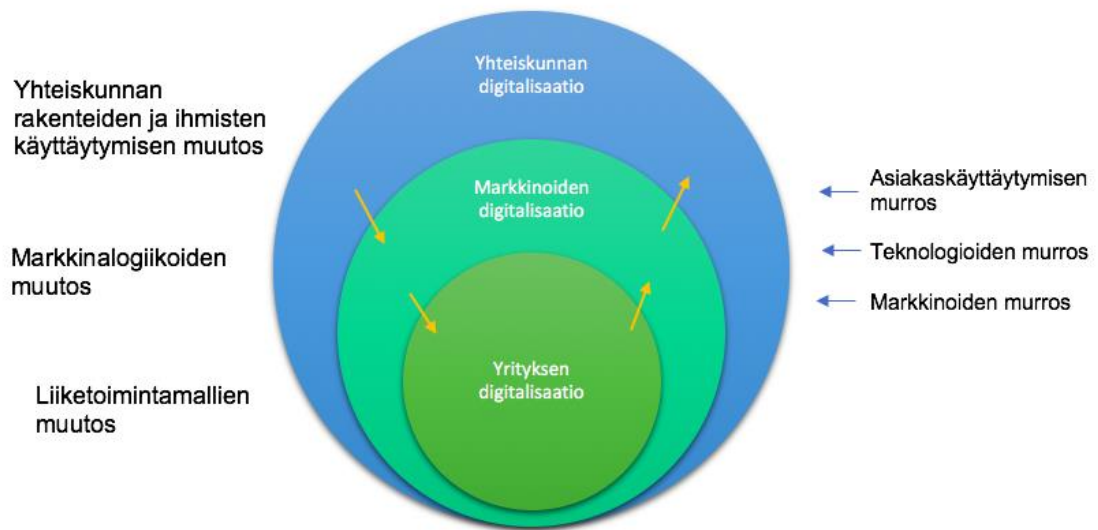 Yhteiskunnan
rakenteiden ja ihmisten
käyttäytymisen muutos
Markkinalogiikoiden
muutos
Liiketoimintamallien
muutos
Yhteiskunnan
digitalisaatio
Markkinoiden
digitalisaatio
Yrityksen
digitalisaatio
Asiakaskäyttäytymisen
murros
Teknologioiden murros
Markkinoiden murros